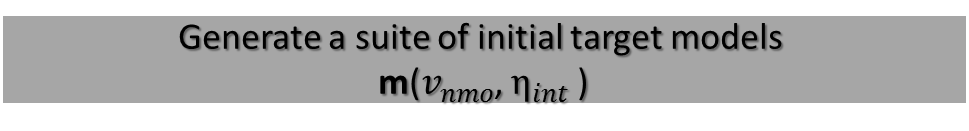 Generate a suite of initial target models
m(vₙₘₒ, ηᵢₙₜ )